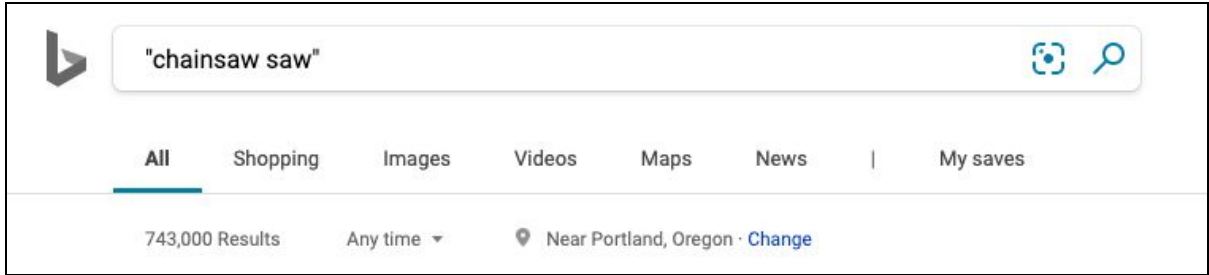 "chainsaw saw"
All Shopping Images Videos Maps News | My saves
743,000 Results Any time Near Portland, Oregon · Change